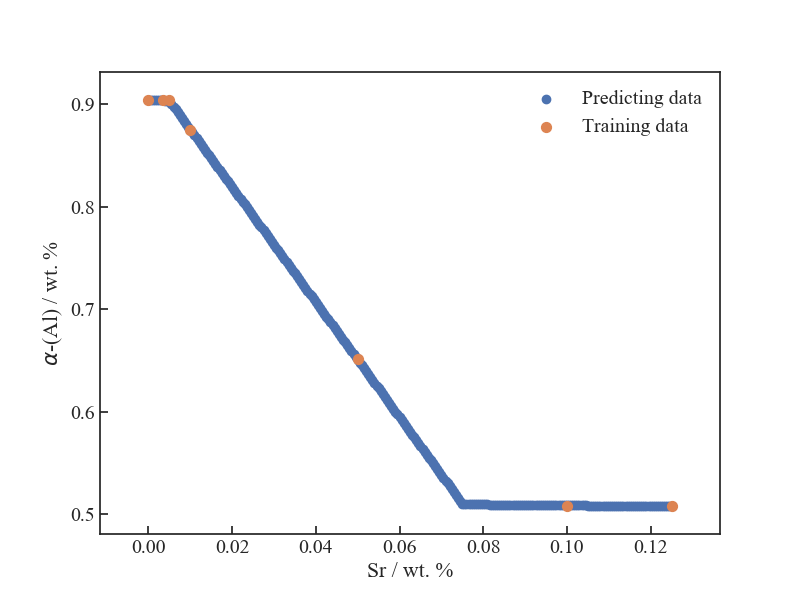 Predicting data
Training data
0.9
0.8
0.7
0.6
0.5
α-(Al) / wt. %
0.00 0.02 0.04 0.06 0.08 0.10 0.12
Sr / wt. %